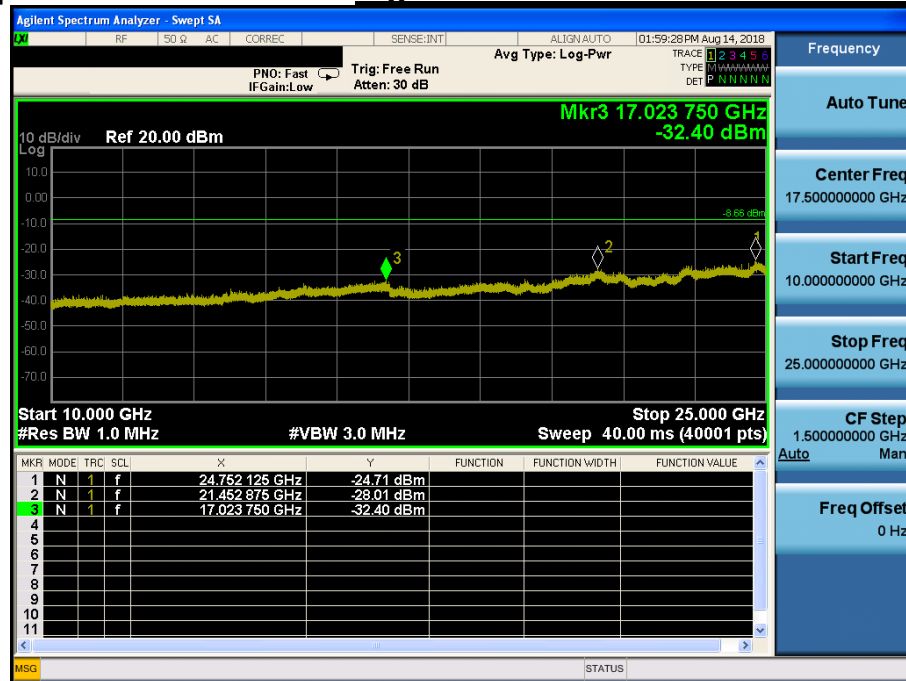 Agilent Spectrum Analyzer - Swept SA
LXI RF 50 Ω AC CORREC SENSE:INT ALIGN AUTO 01:59:28 PM Aug 14, 2018
Frequency
Avg Type: Log-Pwr TRACE 1 2 3 4 5 6
PNO: Fast Trig: Free Run TYPE M W W W W W
IFGain:Low Atten: 30 dB DET P N N N N N
Auto Tune
Mkr3 17.023 750 GHz
-32.40 dBm
10 dB/div Ref 20.00 dBm
Log
10.0
0.00
-10.0
-20.0
-30.0
-40.0
-50.0
-60.0
-70.0
-8.66 dBm
1
2
3
Center Freq
17.500000000 GHz
Start Freq
10.000000000 GHz
Stop Freq
25.000000000 GHz
Start 10.000 GHz Stop 25.000 GHz
#Res BW 1.0 MHz #VBW 3.0 MHz Sweep 40.00 ms (40001 pts)
CF Step
1.500000000 GHz
Auto Man
MKR MODE TRC SCL X Y FUNCTION FUNCTION WIDTH FUNCTION VALUE
1 N 1 f 24.752 125 GHz -24.71 dBm
2 N 1 f 21.452 875 GHz -28.01 dBm
3 N 1 f 17.023 750 GHz -32.40 dBm
4
5
6
7
8
9
10
11
Freq Offset
0 Hz
MSG STATUS